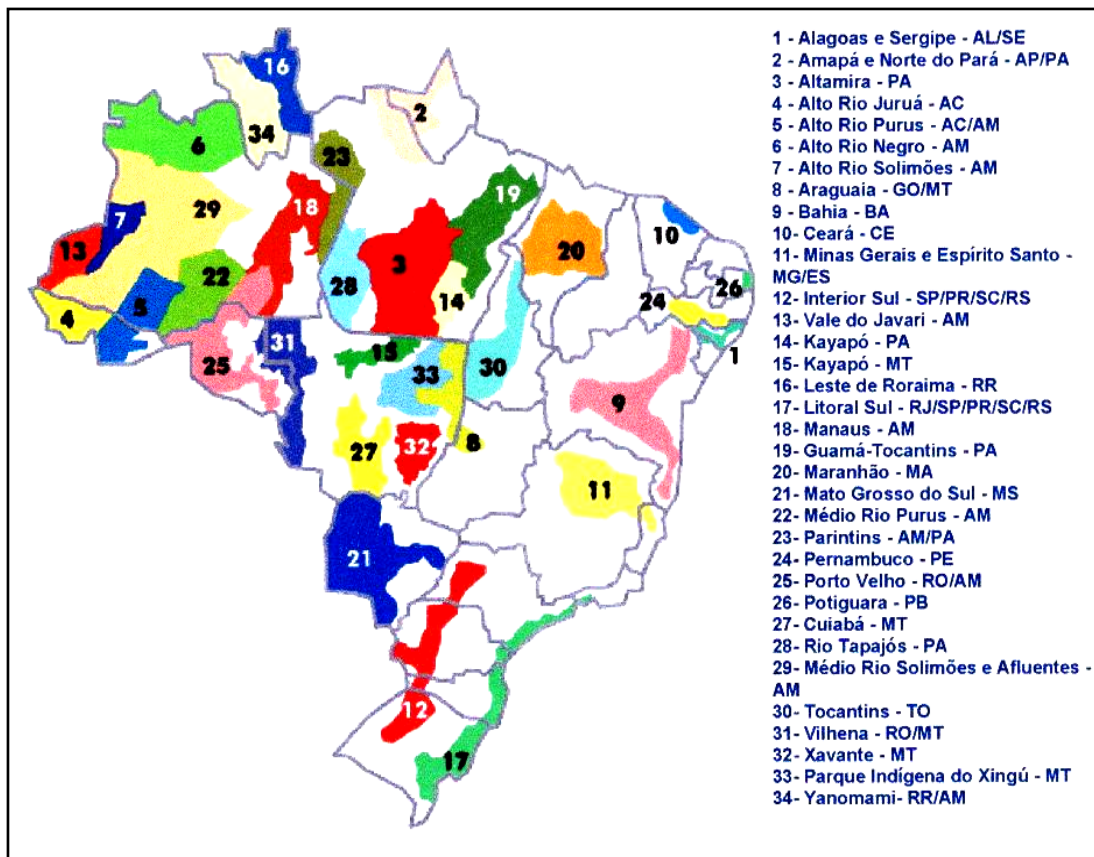 1 - Alagoas e Sergipe - AL/SE
2 - Amapá e Norte do Pará - AP/PA
3 - Altamira - PA
4 - Alto Rio Juruá - AC
5 - Alto Rio Purus - AC/AM
6 - Alto Rio Negro - AM
7 - Alto Rio Solimões - AM
8 - Araguaia - GO/MT
9 - Bahia - BA
10 - Ceará - CE
11 - Minas Gerais e Espírito Santo -
MG/ES
12- Interior Sul - SP/PR/SC/RS
13- Vale do Javari - AM
14- Kayapó - PA
15- Kayapó - MT
16- Leste de Roraima - RR
17- Litoral Sul - RJ/SP/PR/SC/RS
18- Manaus - AM
19- Guamá-Tocantins - PA
20- Maranhão - MA
21- Mato Grosso do Sul - MS
22- Médio Rio Purus - AM
23- Parintins - AM/PA
24- Pernambuco - PE
25- Porto Velho - RO/AM
26- Potiguara - PB
27- Cuiabá - MT
28- Rio Tapajós - PA
29- Médio Rio Solimões e Afluentes -
AM
30- Tocantins - TO
31- Vilhena - RO/MT
32- Xavante - MT
33- Parque Indígena do Xingú - MT
34- Yanomami- RR/AM
16
34
2
6
23
19
29
18
7
10
13
20
3
22
28
26
14
24
5
4
1
31
15
25
33
30
9
8
27
32
11
21
12
17